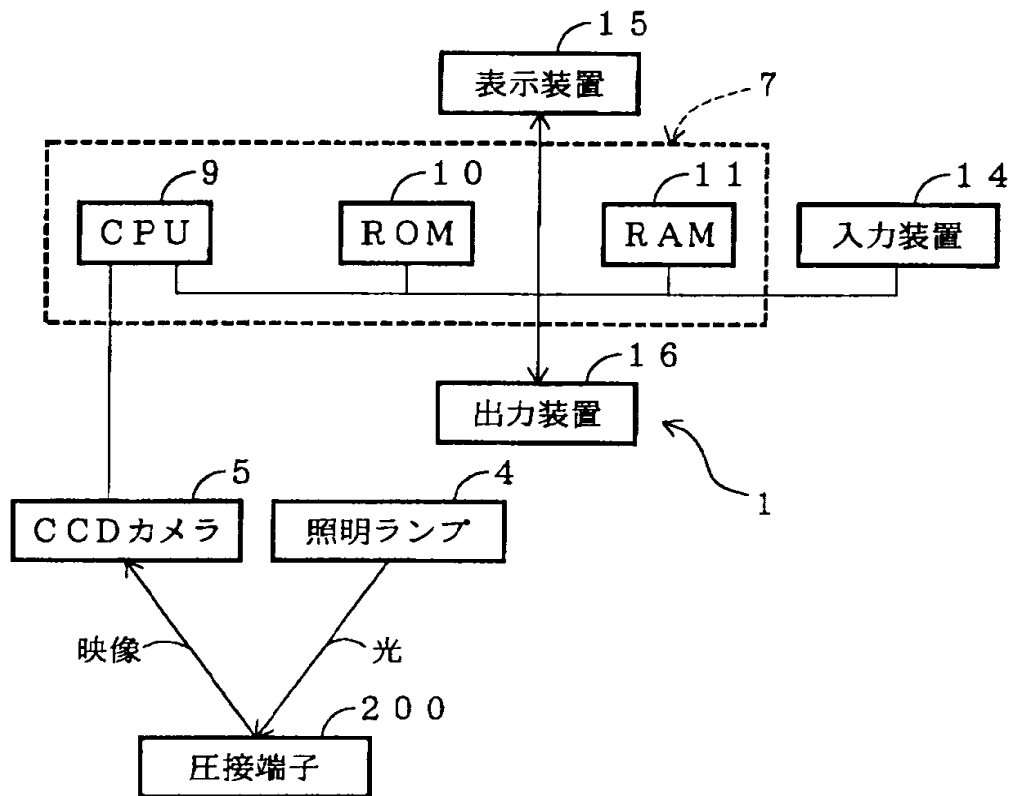 １５
表示装置
７
９
１０
１１
１４
ＣＰＵ
ＲＯＭ
ＲＡＭ
入力装置
１６
出力装置
１
５
４
ＣＣＤカメラ
照明ランプ
映像
光
２００
圧接端子